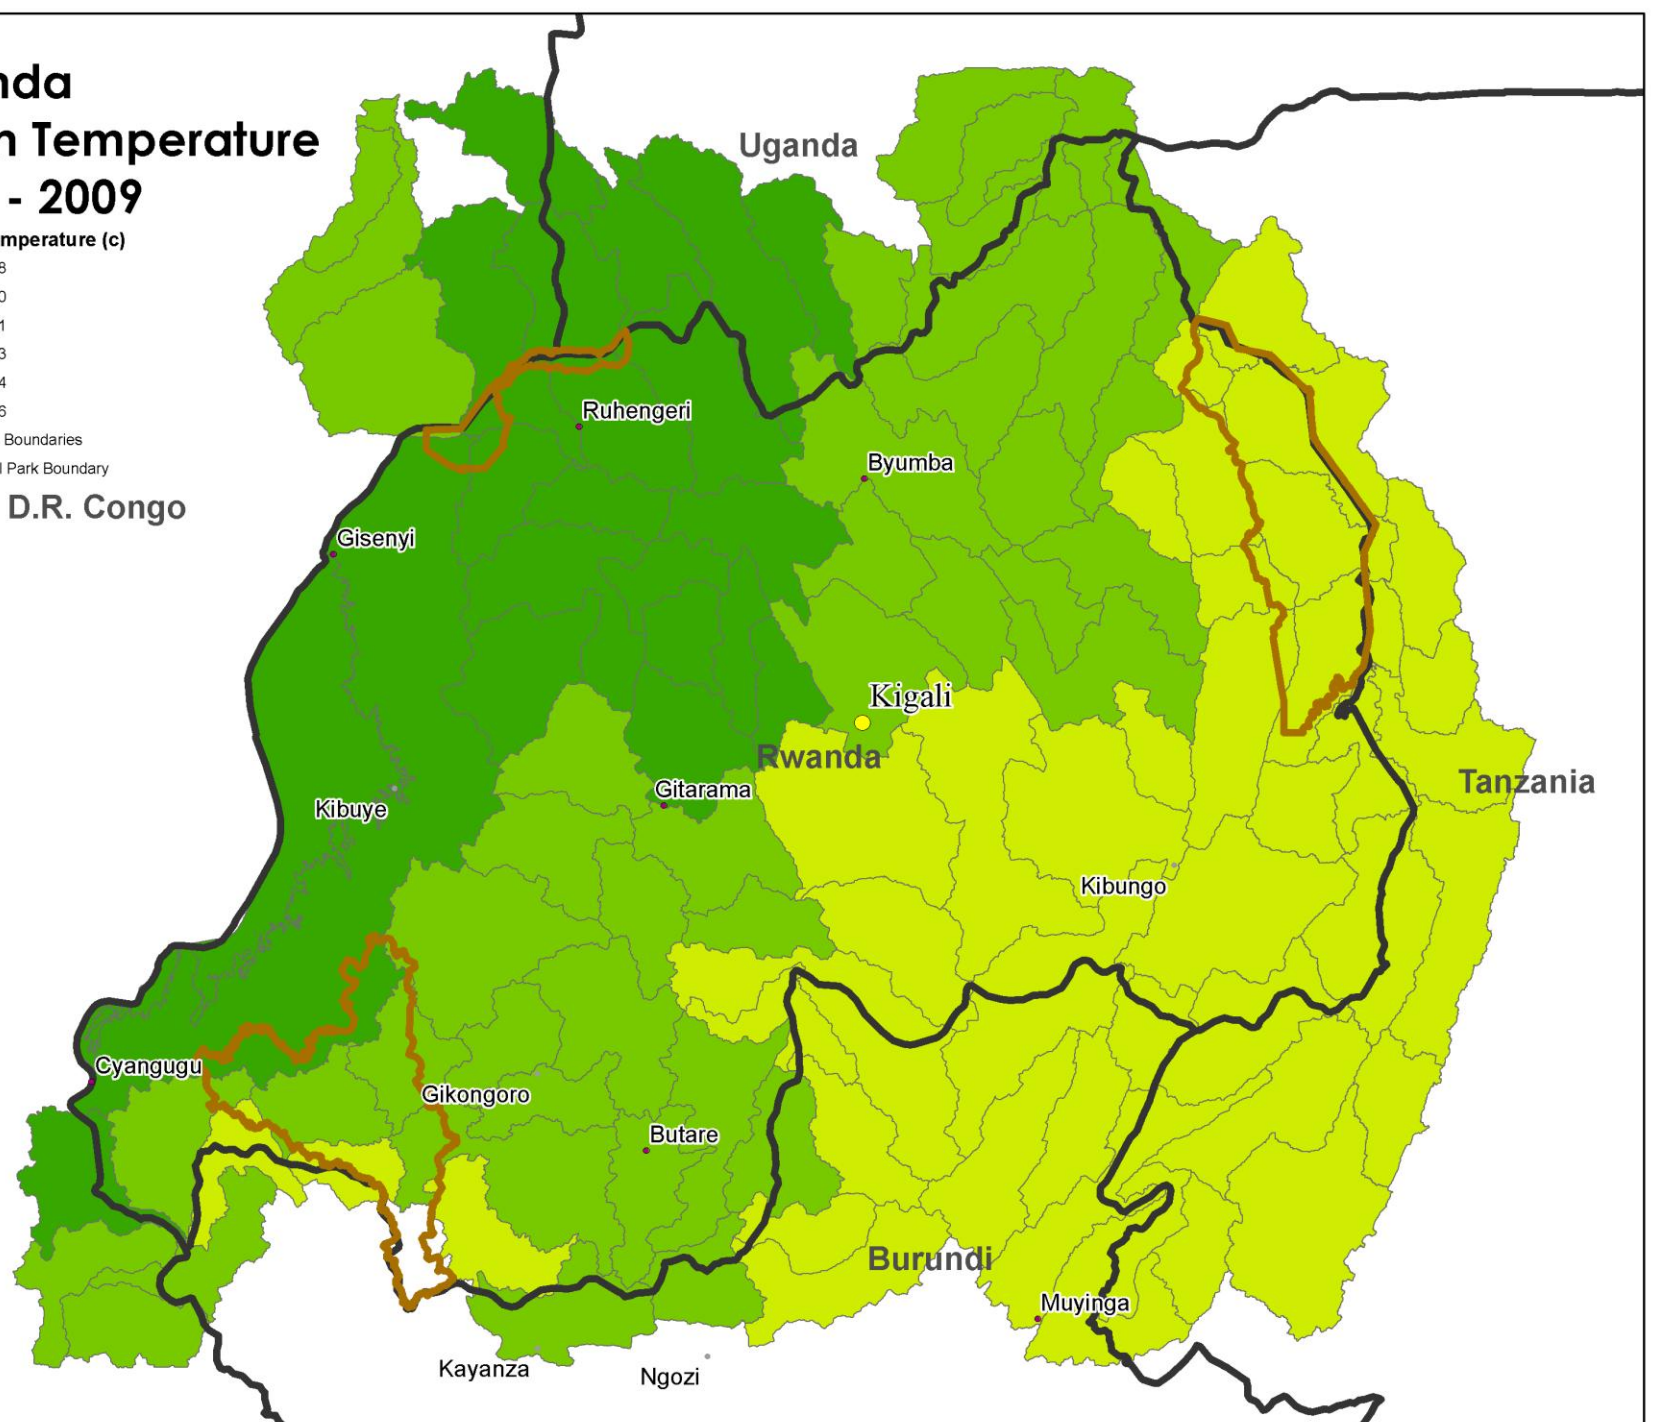 nda
n Temperature
- 2009
mperature (c)
8
0
1
3
4
6
Boundaries
l Park Boundary
D.R. Congo
Uganda
Ruhengeri
Byumba
Gisenyi
Kigali
Rwanda
Gitarama
Tanzania
Kibuye
Kibungo
Cyangugu
Gikongoro
Butare
Burundi
Muyinga
Kayanza
Ngozi